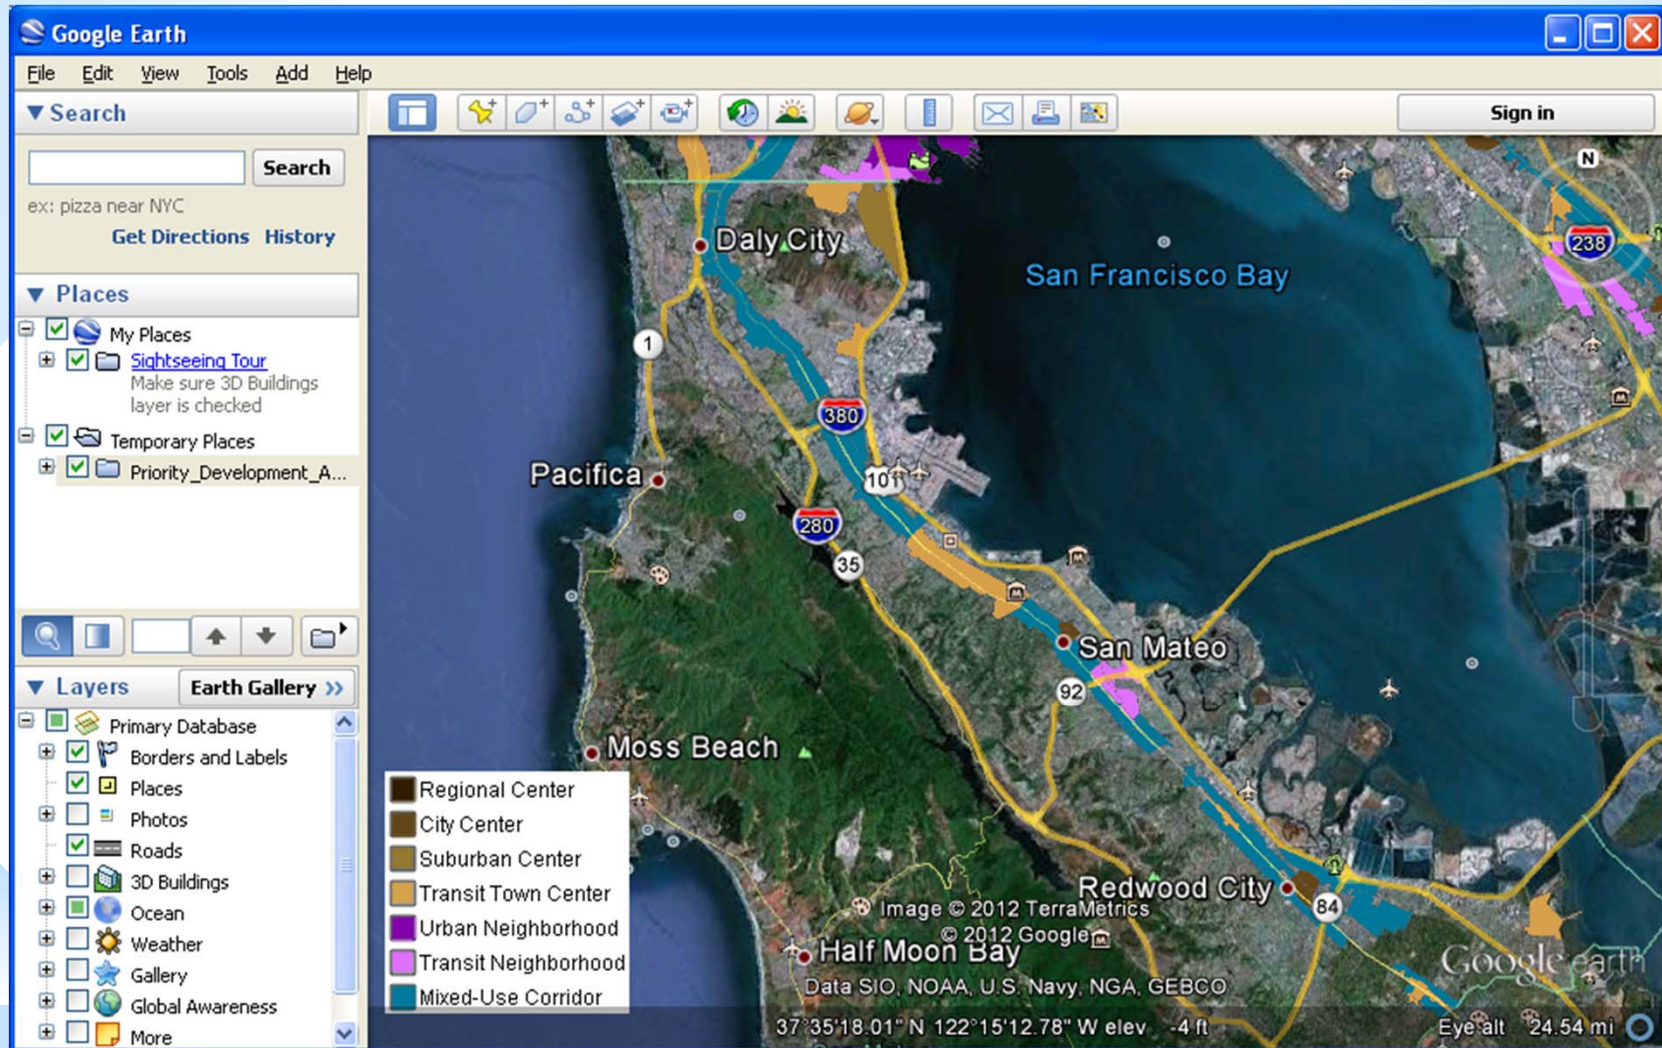 Google Earth
File Edit View Tools Add Help
Search
Search
ex: pizza near NYC
Get Directions History
Places
My Places
Sightseeing Tour
Make sure 3D Buildings
layer is checked
Temporary Places
Priority_Development_A...
Layers
Earth Gallery >>
Primary Database
Borders and Labels
Places
Photos
Roads
3D Buildings
Ocean
Weather
Gallery
Global Awareness
More
Sign in
N
Daly City
San Francisco Bay
238
1
380
Pacifica
101
280
35
San Mateo
92
Moss Beach
Redwood City
84
Half Moon Bay
Regional Center
City Center
Suburban Center
Transit Town Center
Urban Neighborhood
Transit Neighborhood
Mixed-Use Corridor
Image © 2012 TerraMetrics
© 2012 Google
Data SIO, NOAA, U.S. Navy, NGA, GEBCO
Google earth
37°35'18.01" N 122°15'12.78" W elev -4 ft
Eye alt 24.54 mi